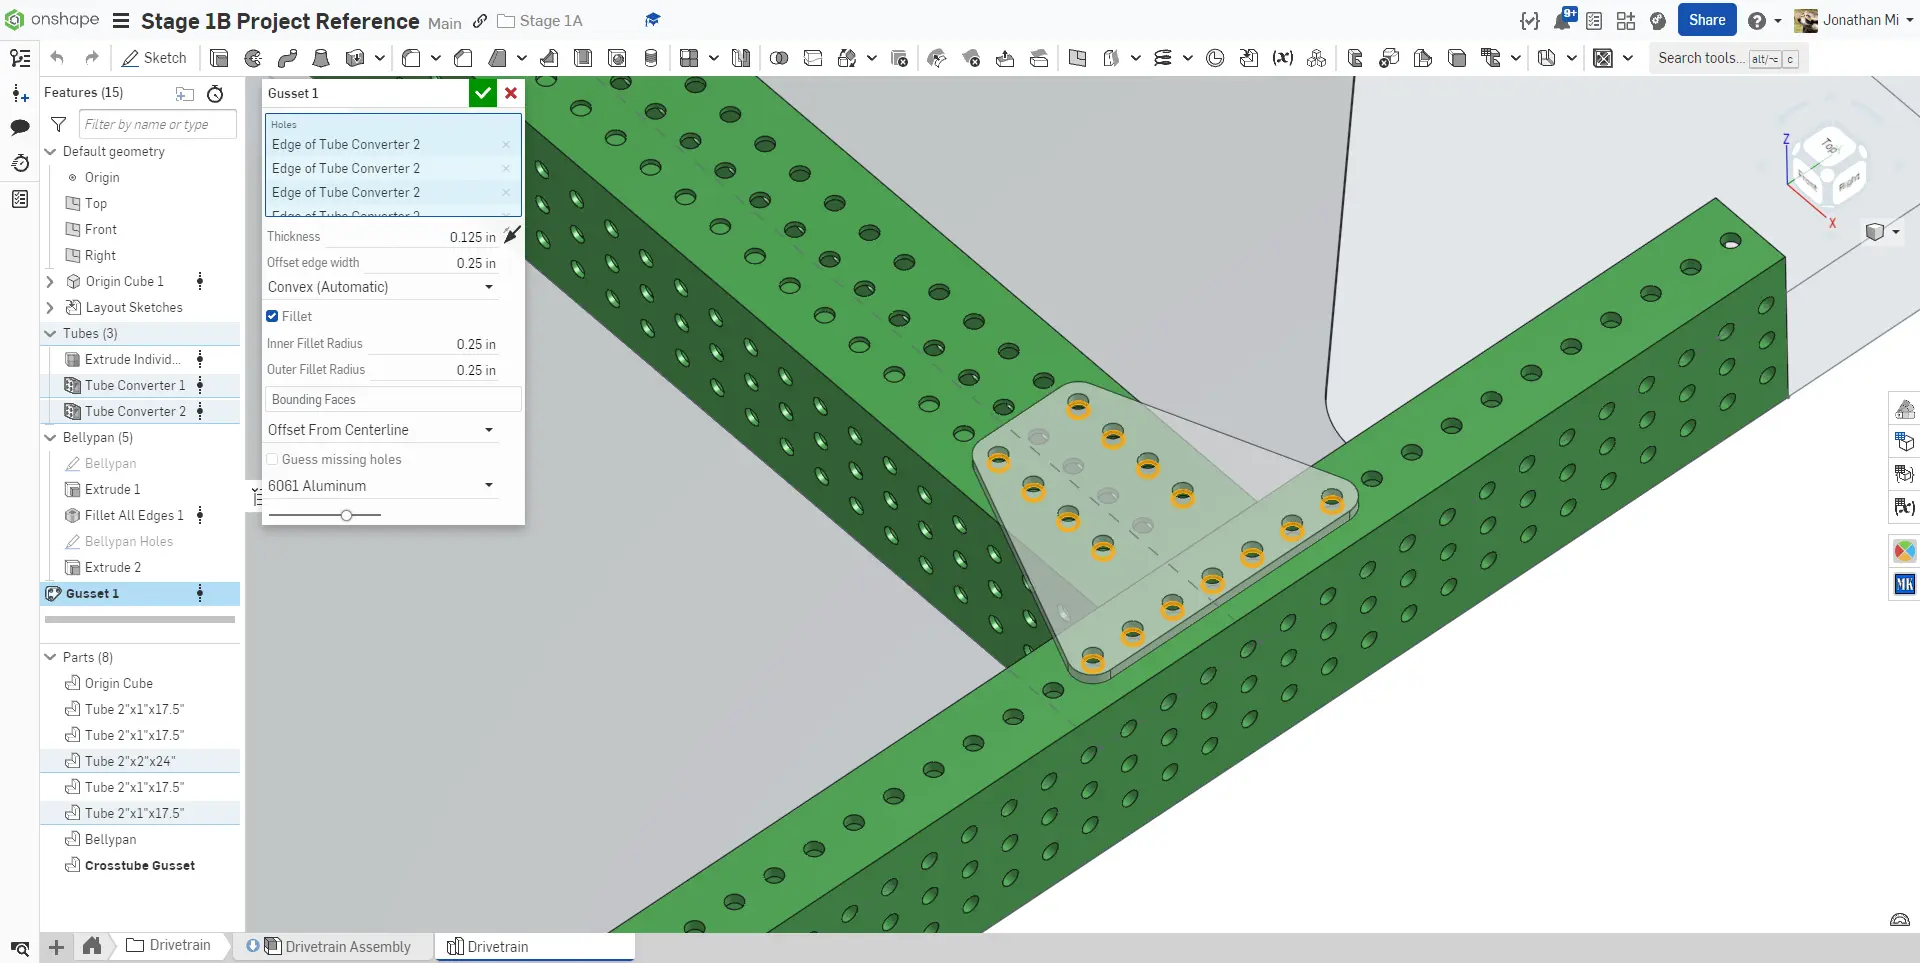 onshape Stage 1B Project Reference Main Stage 1A 9+ Share Jonathan Mi
Sketch Search tools... alt/⌥ c
Features (15)
Filter by name or type
Default geometry
Origin
Top
Front
Right
Origin Cube 1
Layout Sketches
Tubes (3)
Extrude Individ...
Tube Converter 1
Tube Converter 2
Bellypan (5)
Bellypan
Extrude 1
Fillet All Edges 1
Bellypan Holes
Extrude 2
Gusset 1
Parts (8)
Origin Cube
Tube 2"x1"x17.5"
Tube 2"x1"x17.5"
Tube 2"x2"x24"
Tube 2"x1"x17.5"
Tube 2"x1"x17.5"
Bellypan
Crosstube Gusset
Gusset 1
Holes
Edge of Tube Converter 2
Edge of Tube Converter 2
Edge of Tube Converter 2
Edge of Tube Converter 2
Thickness 0.125 in
Offset edge width 0.25 in
Convex (Automatic)
Fillet
Inner Fillet Radius 0.25 in
Outer Fillet Radius 0.25 in
Bounding Faces
Offset From Centerline
Guess missing holes
6061 Aluminum
Z
Top
Front
Right
X
MK
Drivetrain Drivetrain Assembly Drivetrain